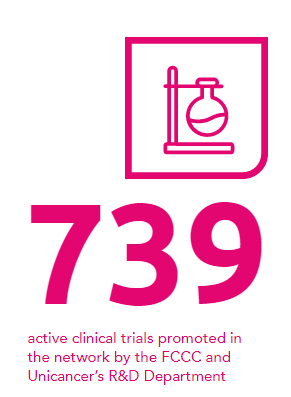 739
active clinical trials promoted in
the network by the FCCC and
Unicancer's R&D Department